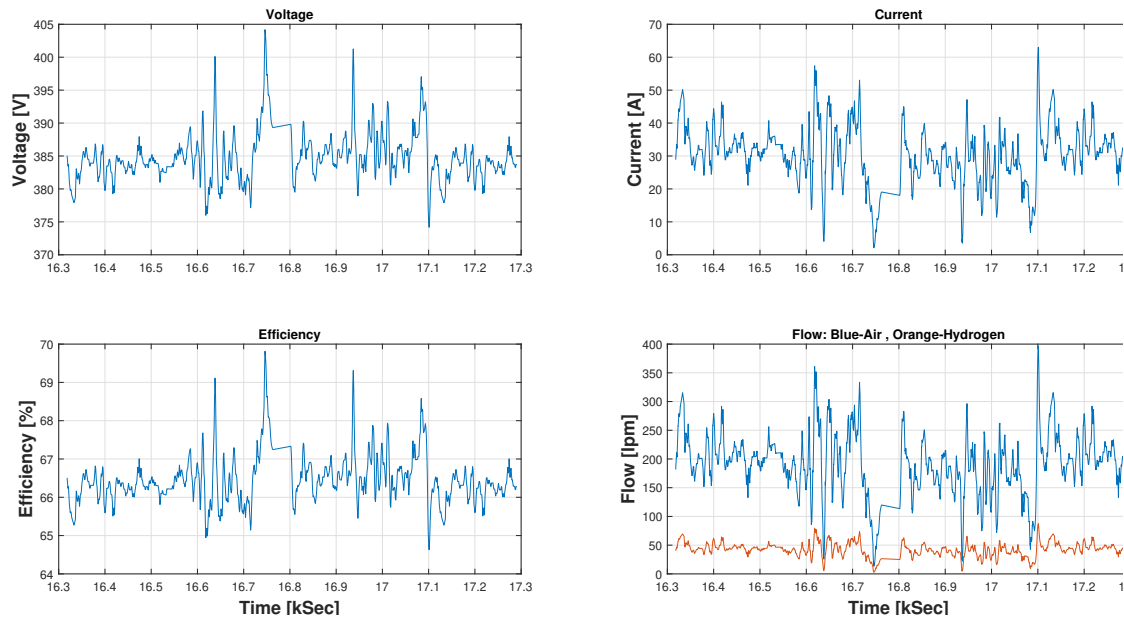 Voltage
405
400
395
390
385
380
375
370
Voltage [V]
16.3 16.4 16.5 16.6 16.7 16.8 16.9 17 17.1 17.2 17.3
Current
70
60
50
40
30
20
10
0
Current [A]
16.3 16.4 16.5 16.6 16.7 16.8 16.9 17 17.1 17.2 17
Efficiency
70
69
68
67
66
65
64
Efficiency [%]
16.3 16.4 16.5 16.6 16.7 16.8 16.9 17 17.1 17.2 17.3
Time [kSec]
Flow: Blue-Air , Orange-Hydrogen
400
350
300
250
200
150
100
50
0
Flow [lpm]
16.3 16.4 16.5 16.6 16.7 16.8 16.9 17 17.1 17.2 17
Time [kSec]